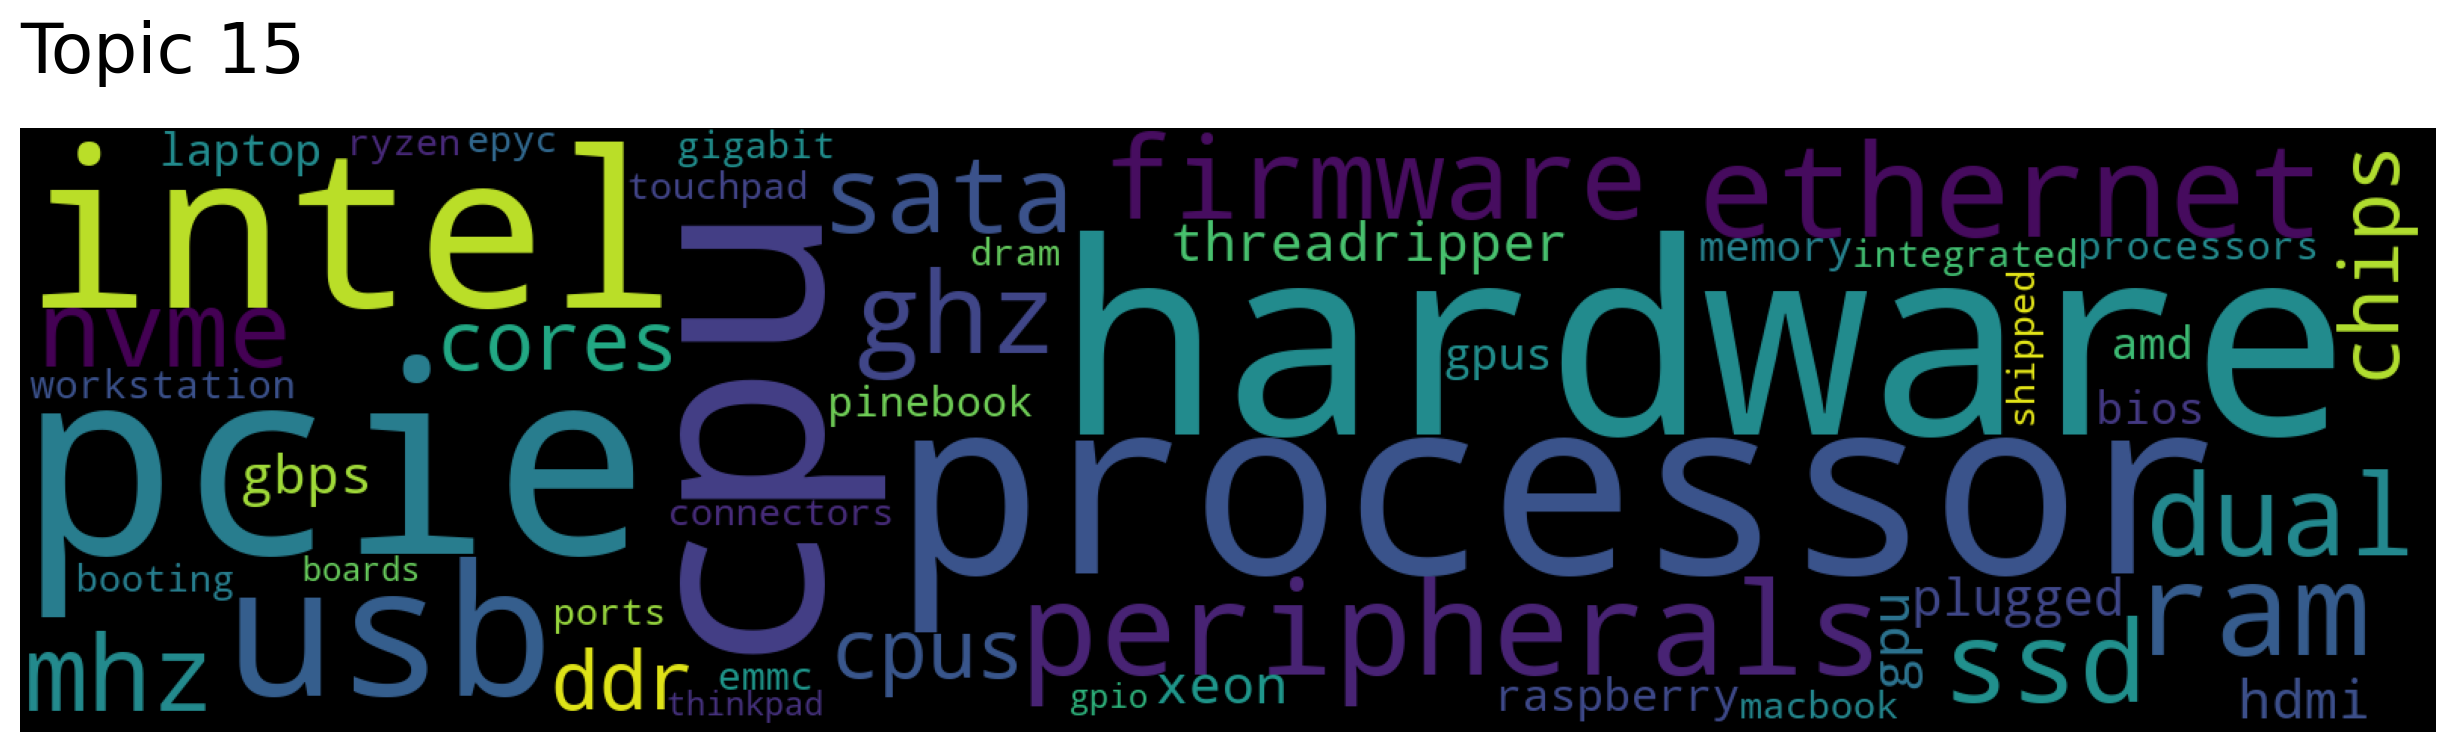 Topic 15
laptop
ryzen
epyc
gigabit
touchpad
intel
sata
firmware
ethernet
chips
dram
threadripper
memory
integrated
processors
nvme
cores
cpu
ghz
hardware
gpus
shipped
amd
bios
workstation
pinebook
pcie
gbps
connectors
processor
dual
booting
boards
usb
ports
mhz
ddr
emmc
thinkpad
cpus
peripherals
gpio
xeon
raspberry
macbook
gpu
plugged
ssd
ram
hdmi